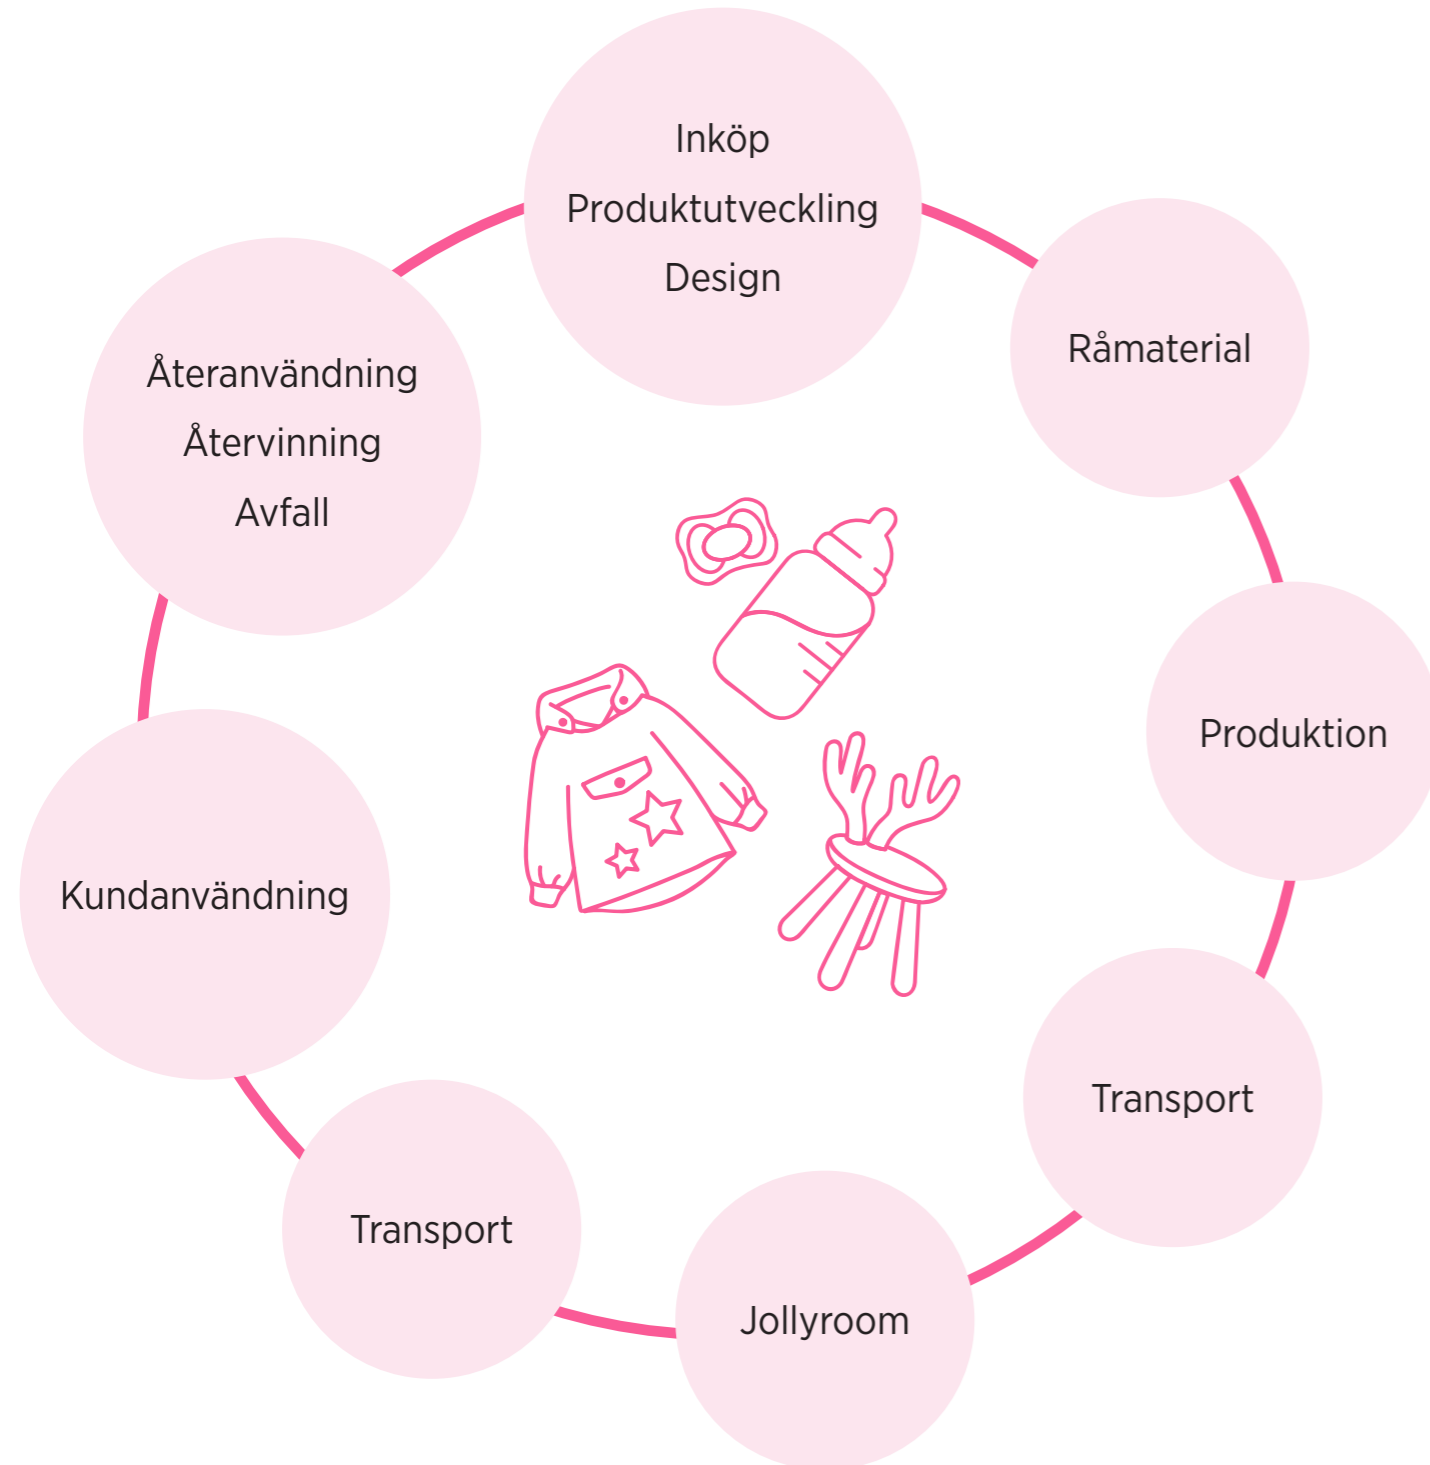 Inköp
Produktutveckling
Design
Råmaterial
Produktion
Transport
Jollyroom
Transport
Kundanvändning
Återanvändning
Återvinning
Avfall